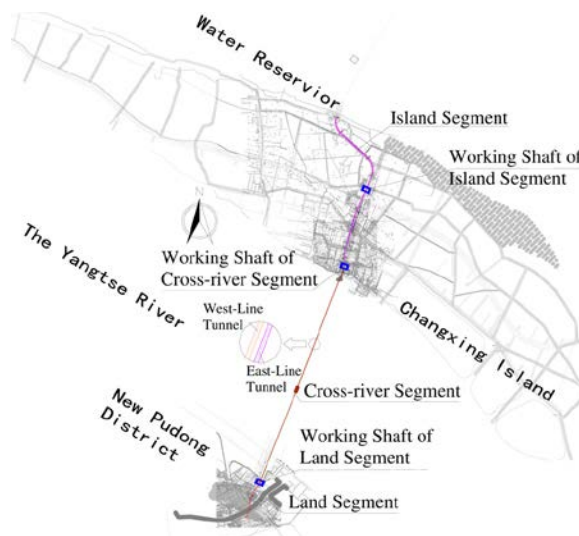 Water Reservior
Island Segment
Working Shaft of
Island Segment
N
The Yangtse River
Working Shaft of
Cross-river Segment
West-Line
Tunnel
East-Line
Tunnel
Changxing Island
Cross-river Segment
New Pudong
District
Working Shaft of
Land Segment
Land Segment